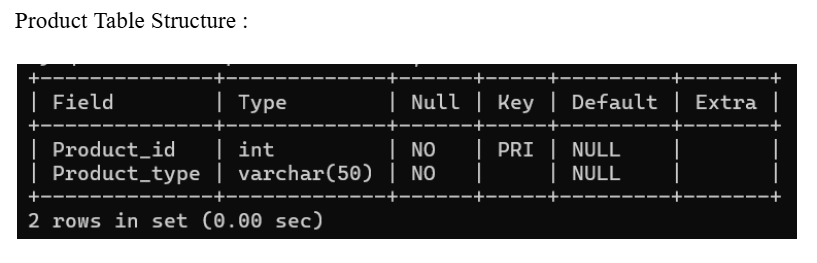 Product Table Structure :
+--------------+-------------+------+-----+---------+-------+
| Field        | Type        | Null | Key | Default | Extra |
+--------------+-------------+------+-----+---------+-------+
| Product_id   | int         | NO   | PRI | NULL    |       |
| Product_type | varchar(50) | NO   |     | NULL    |       |
+--------------+-------------+------+-----+---------+-------+
2 rows in set (0.00 sec)